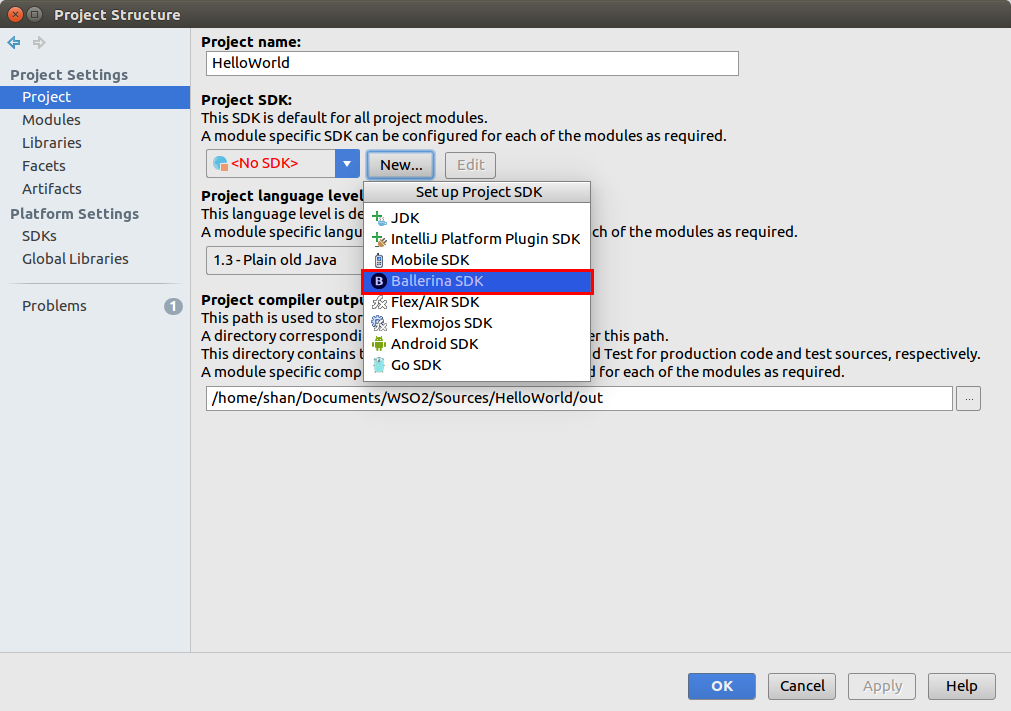 Project Structure
Project Settings
Project
Modules
Libraries
Facets
Artifacts
Platform Settings
SDKs
Global Libraries
Problems
1
Project name:
HelloWorld
Project SDK:
This SDK is default for all project modules.
A module specific SDK can be configured for each of the modules as required.
<No SDK>
New...
Edit
Set up Project SDK
JDK
IntelliJ Platform Plugin SDK
Mobile SDK
B Ballerina SDK
Flex/AIR SDK
Flexmojos SDK
Android SDK
Go SDK
Project language level
This language level is de
A module specific langu ch of the modules as required.
1.3 - Plain old Java
Project compiler outpu
This path is used to stor
A directory correspondi er this path.
This directory contains t d Test for production code and test sources, respectively.
A module specific comp d for each of the modules as required.
/home/shan/Documents/WSO2/Sources/HelloWorld/out
...
OK
Cancel
Apply
Help